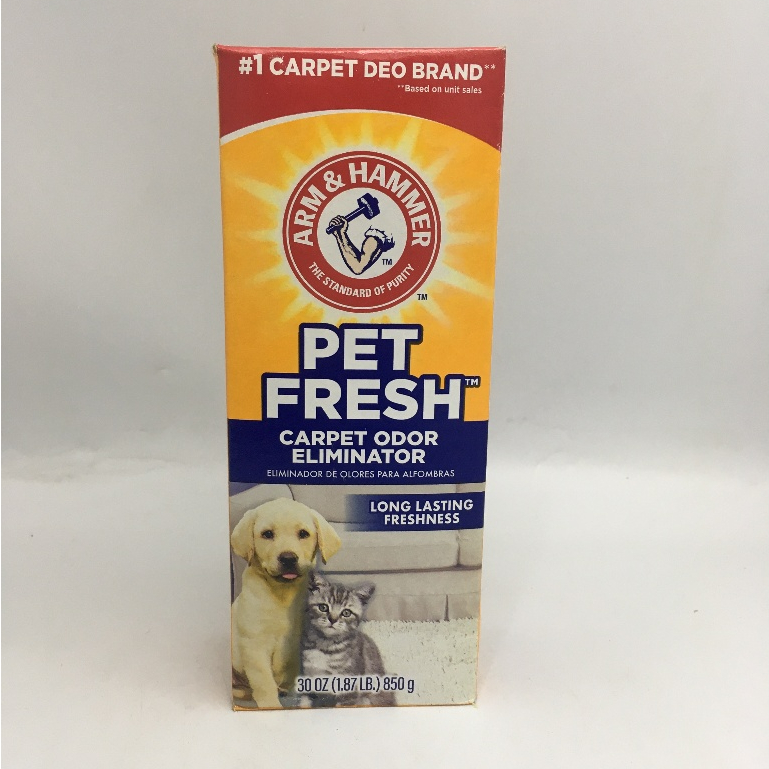 #1 CARPET DEO BRAND**
**Based on unit sales
ARM & HAMMER
TM
THE STANDARD OF PURITY
TM
PET
FRESH™
CARPET ODOR
ELIMINATOR
ELIMINADOR DE OLORES PARA ALFOMBRAS
LONG LASTING
FRESHNESS
30 OZ (1.87 LB.) 850 g